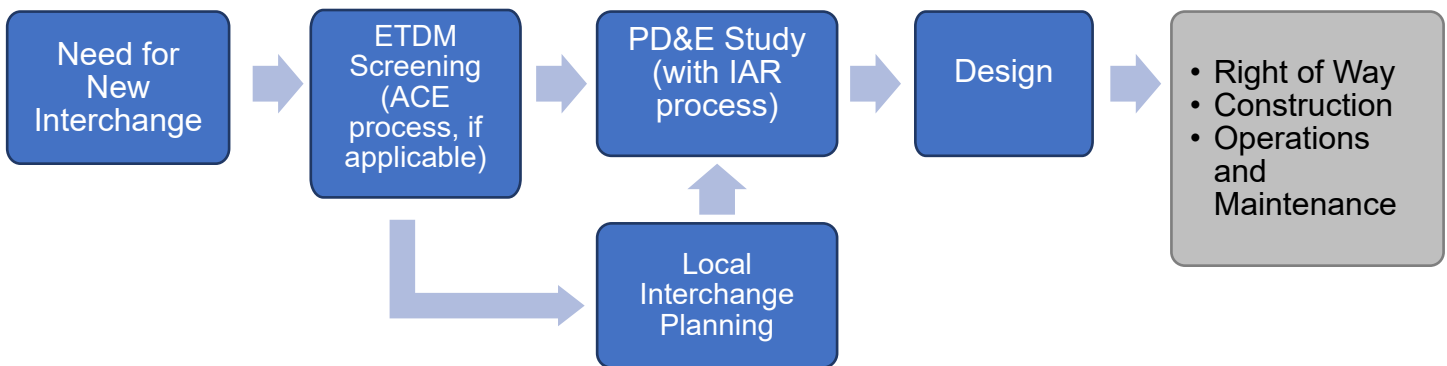 Need for
New
Interchange
ETDM
Screening
(ACE
process, if
applicable)
PD&E Study
(with IAR
process)
Design
• Right of Way
• Construction
• Operations
and
Maintenance
Local
Interchange
Planning